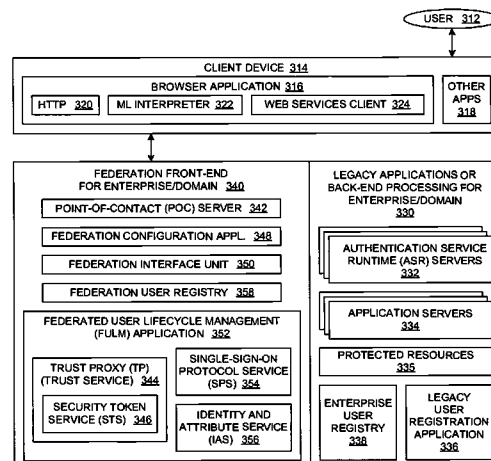 USER 312
CLIENT DEVICE 314
BROWSER APPLICATION 316
HTTP 320
ML INTERPRETER 322
WEB SERVICES CLIENT 324
OTHER
APPS
318
FEDERATION FRONT-END
FOR ENTERPRISE/DOMAIN 340
POINT-OF-CONTACT (POC) SERVER 342
FEDERATION CONFIGURATION APPL. 348
FEDERATION INTERFACE UNIT 350
FEDERATION USER REGISTRY 358
FEDERATED USER LIFECYCLE MANAGEMENT
(FULM) APPLICATION 352
TRUST PROXY (TP)
(TRUST SERVICE) 344
SECURITY TOKEN
SERVICE (STS) 346
SINGLE-SIGN-ON
PROTOCOL SERVICE
(SPS) 354
IDENTITY AND
ATTRIBUTE SERVICE
(IAS) 356
LEGACY APPLICATIONS OR
BACK-END PROCESSING FOR
ENTERPRISE/DOMAIN
330
AUTHENTICATION SERVICE
RUNTIME (ASR) SERVERS
332
APPLICATION SERVERS
334
PROTECTED RESOURCES
335
ENTERPRISE
USER
REGISTRY
338
LEGACY
USER
REGISTRATION
APPLICATION
336